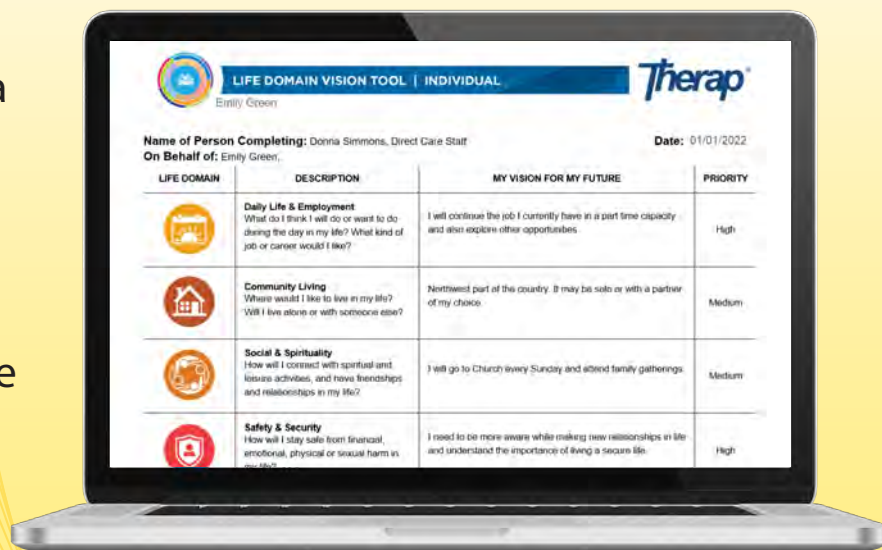 a
e
LIFE DOMAIN VISION TOOL | INDIVIDUAL
Therap
Emily Green
Name of Person Completing: Donna Simmons, Direct Care Staff
Date: 01/01/2022
On Behalf of: Emily Green,
LIFE DOMAIN DESCRIPTION MY VISION FOR MY FUTURE PRIORITY
Daily Life & Employment
What do I think I will do or want to do
during the day in my life? What kind of
job or career would I like?
I will continue the job I currently have in a part time capacity
and also explore other opportunities
High
Community Living
Where would I like to live in my life?
Will I live alone or with someone else?
Northwest part of the country. It may be solo or with a partner
of my choice.
Medium
Social & Spirituality
How will I connect with spiritual and
leisure activities, and have friendships
and relationships in my life?
I will go to Church every Sunday and attend family gatherings.
Medium
Safety & Security
How will I stay safe from financial,
emotional, physical or sexual harm in
my life?
I need to be more aware while making new relationships in life
and understand the importance of living a secure life.
High